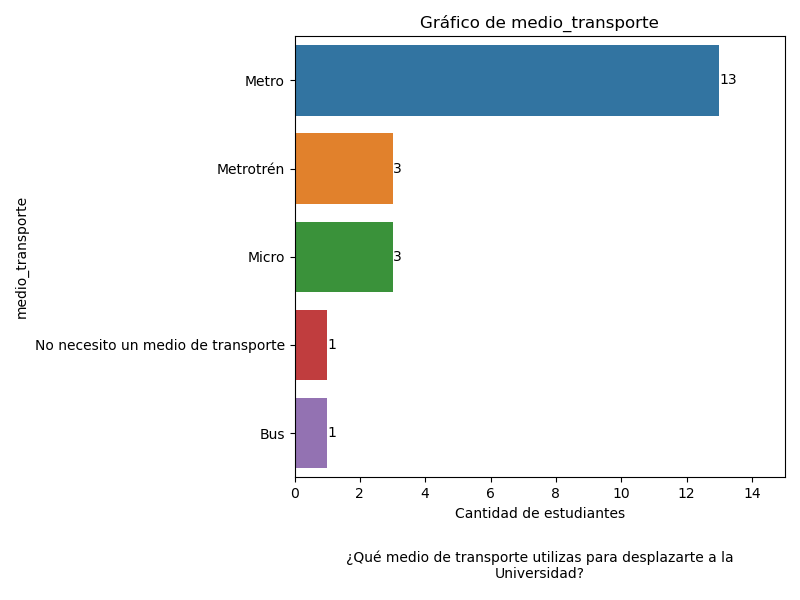 Gráfico de medio_transporte
Metro
13
Metrotrén
3
Micro
3
No necesito un medio de transporte
1
Bus
1
medio_transporte
0 2 4 6 8 10 12 14
Cantidad de estudiantes
¿Qué medio de transporte utilizas para desplazarte a la
Universidad?